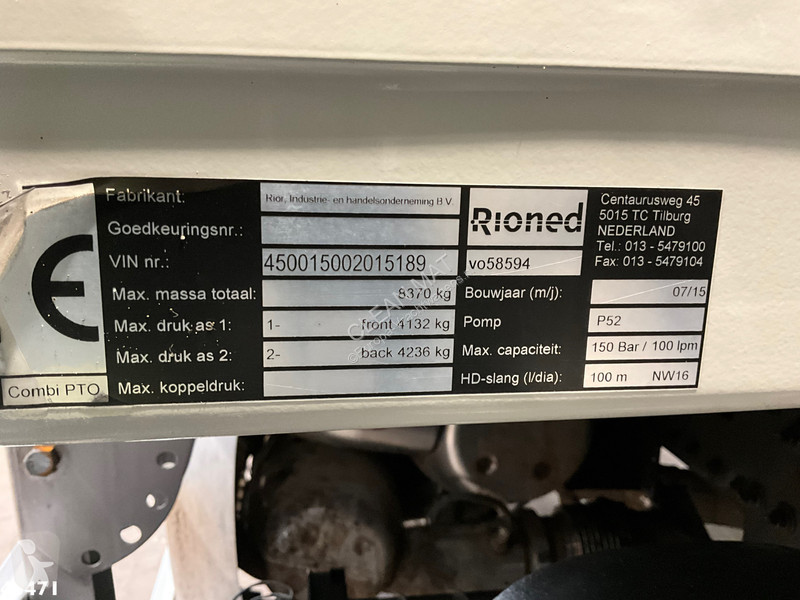 Fabrikant: Rior. Industrie- en handelsonderneming B.V.
Goedkeuringsnr.:
VIN nr.: 450015002015189
Max. massa totaal: 8370 kg
Max. druk as 1: 1- front 4132 kg
Max. druk as 2: 2- back 4236 kg
Max. koppeldruk:
CE
Combi PTO
Rioned
vo58594
Centaurusweg 45
5015 TC Tilburg
NEDERLAND
Tel.: 013 - 5479100
Fax: 013 - 5479104
Bouwjaar (m/j): 07/15
Pomp P52
Max. capaciteit: 150 Bar / 100 lpm
HD-slang (l/dia): 100 m NW16
CLEAN MAT
471